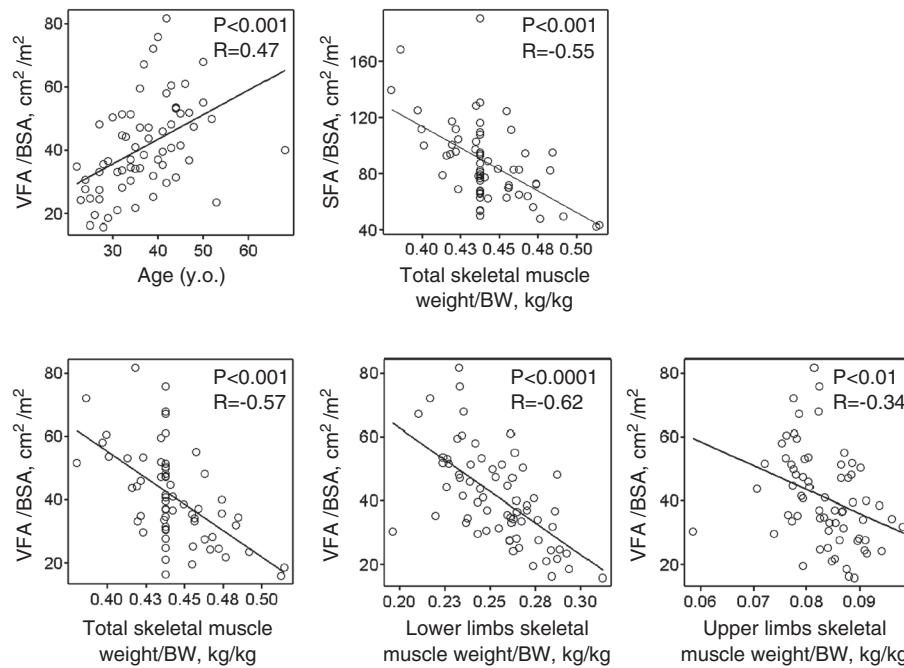 P<0.001
R=0.47
VFA /BSA, cm² /m²
80
60
40
20
30
40
50
60
Age (y.o.)
P<0.001
R=-0.55
SFA /BSA, cm² /m²
160
120
80
40
0.40
0.43
0.45
0.48
0.50
Total skeletal muscle
weight/BW, kg/kg
P<0.001
R=-0.57
VFA /BSA, cm² /m²
80
60
40
20
0.40
0.43
0.45
0.48
0.50
Total skeletal muscle
weight/BW, kg/kg
P<0.0001
R=-0.62
VFA /BSA, cm² /m²
80
60
40
20
0.20
0.23
0.25
0.28
0.30
Lower limbs skeletal
muscle weight/BW, kg/kg
P<0.01
R=-0.34
VFA /BSA, cm² /m²
80
60
40
20
0.06
0.07
0.08
0.09
Upper limbs skeletal
muscle weight/BW, kg/kg